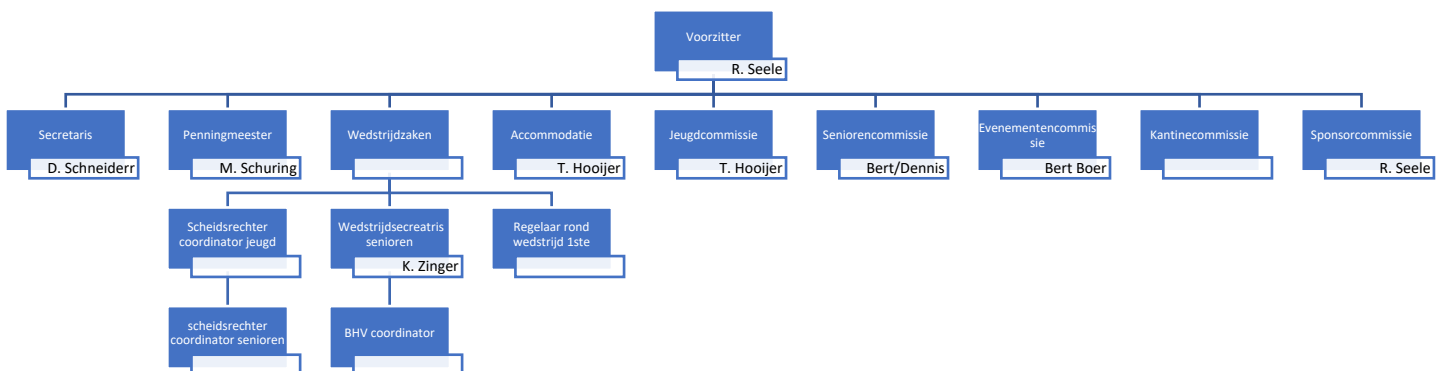 Voorzitter
R. Seele
Secretaris
D. Schneiderr
Penningmeester
M. Schuring
Wedstrijdzaken
Accommodatie
T. Hooijer
Jeugdcommissie
T. Hooijer
Seniorencommissie
Bert/Dennis
Evenementencommis
sie
Bert Boer
Kantinecommissie
Sponsorcommissie
R. Seele
Scheidsrechter
coordinator jeugd
Wedstrijdsecreatris
senioren
K. Zinger
Regelaar rond
wedstrijd 1ste
scheidsrechter
coordinator senioren
BHV coordinator